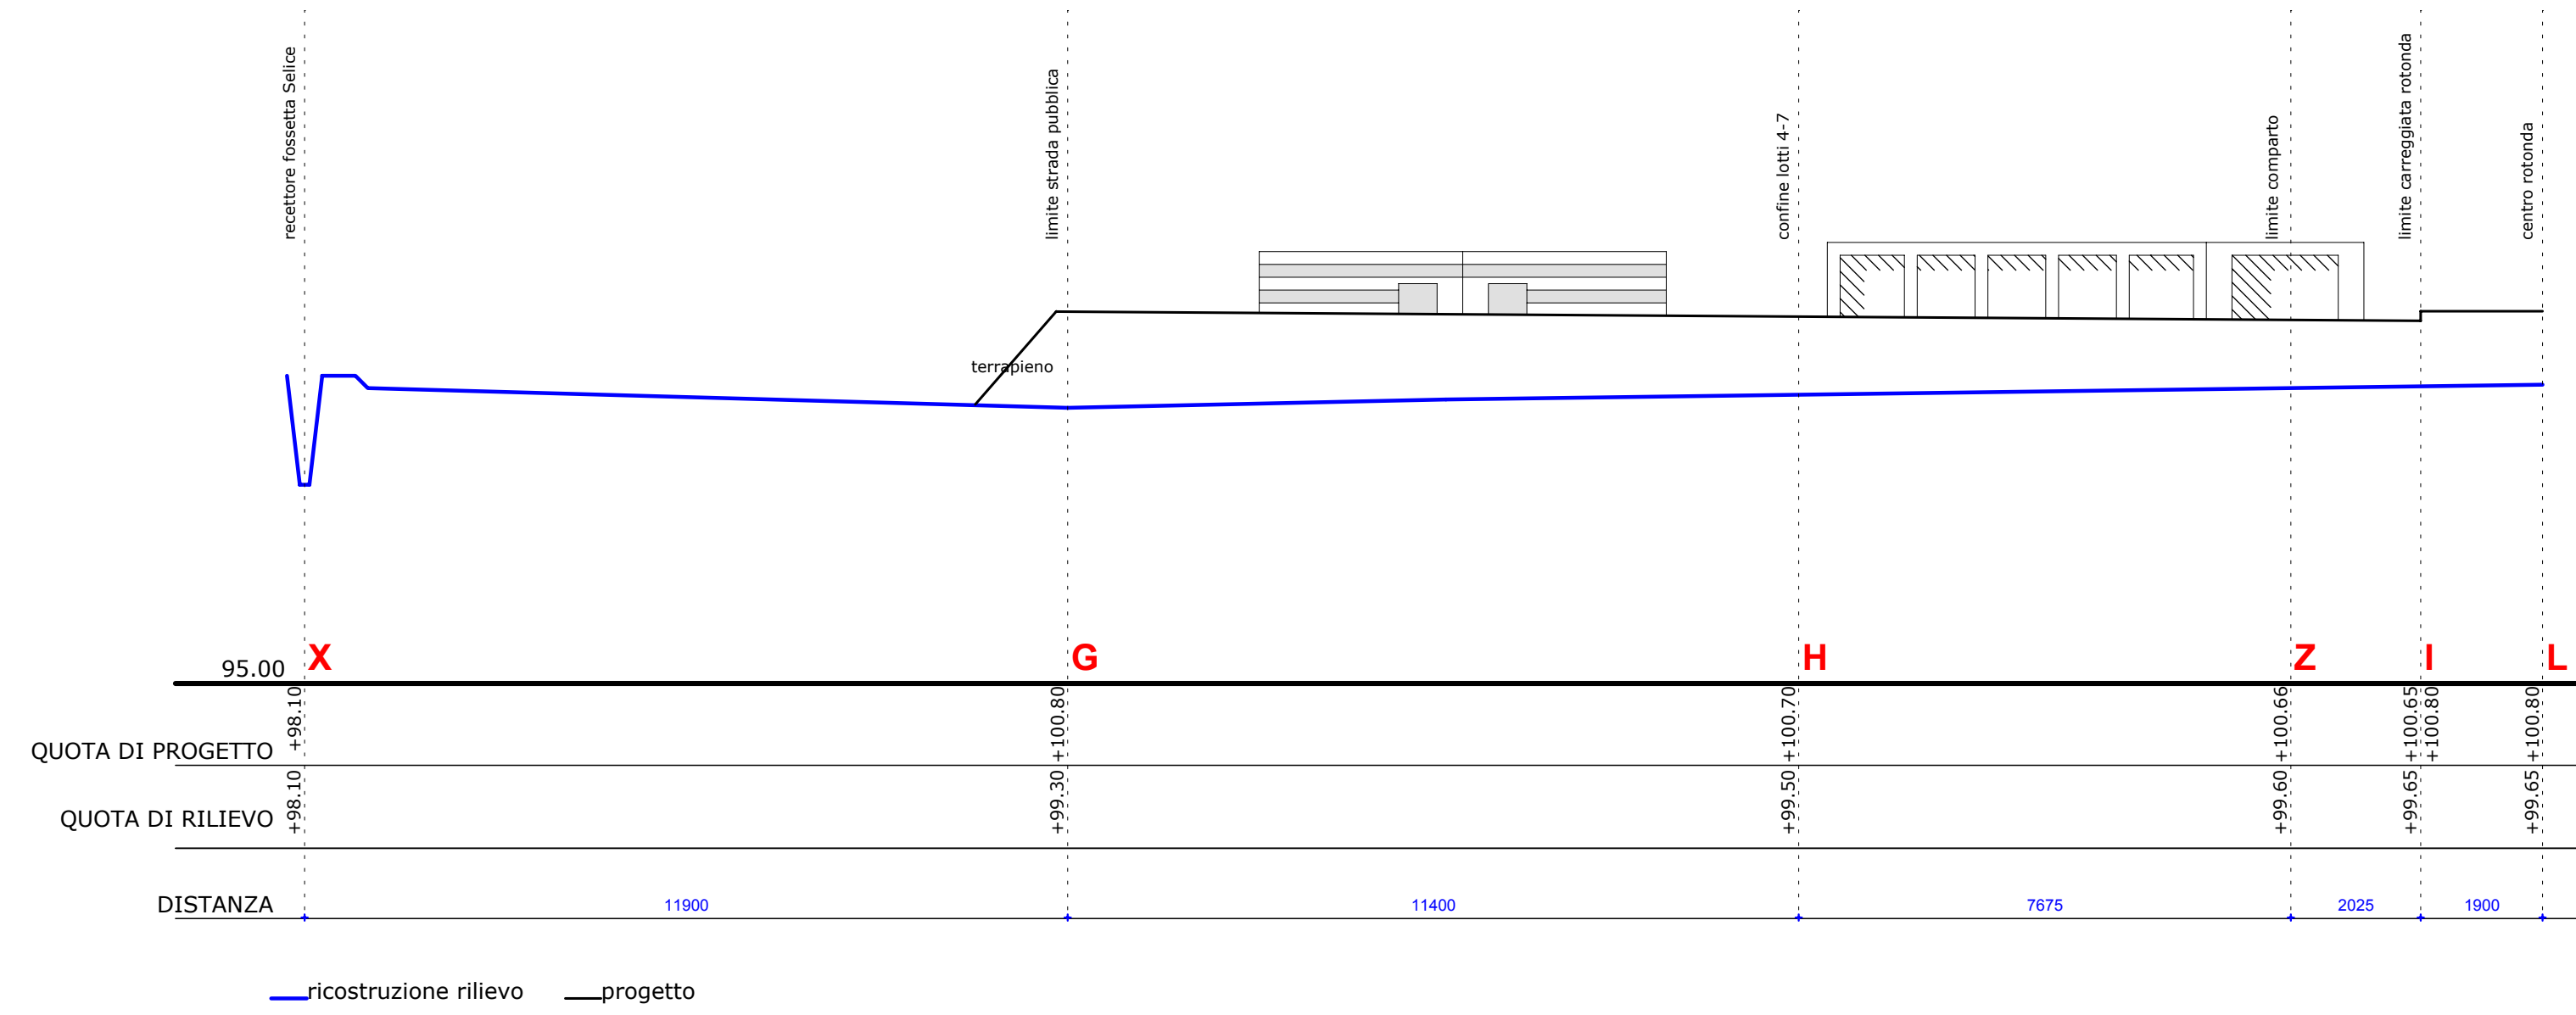 recettore fossetta Selice
limite strada pubblica
confine lotti 4-7
limite comparto
limite carreggiata rotonda
centro rotonda
terrapieno
95.00
X
G
H
Z
I
L
QUOTA DI PROGETTO
+98.10
+100.80
+100.70
+100.66
+100.65
+100.80
+100.80
QUOTA DI RILIEVO
+98.10
+99.30
+99.50
+99.60
+99.65
+99.65
DISTANZA
11900
11400
7675
2025
1900
ricostruzione rilievo
progetto